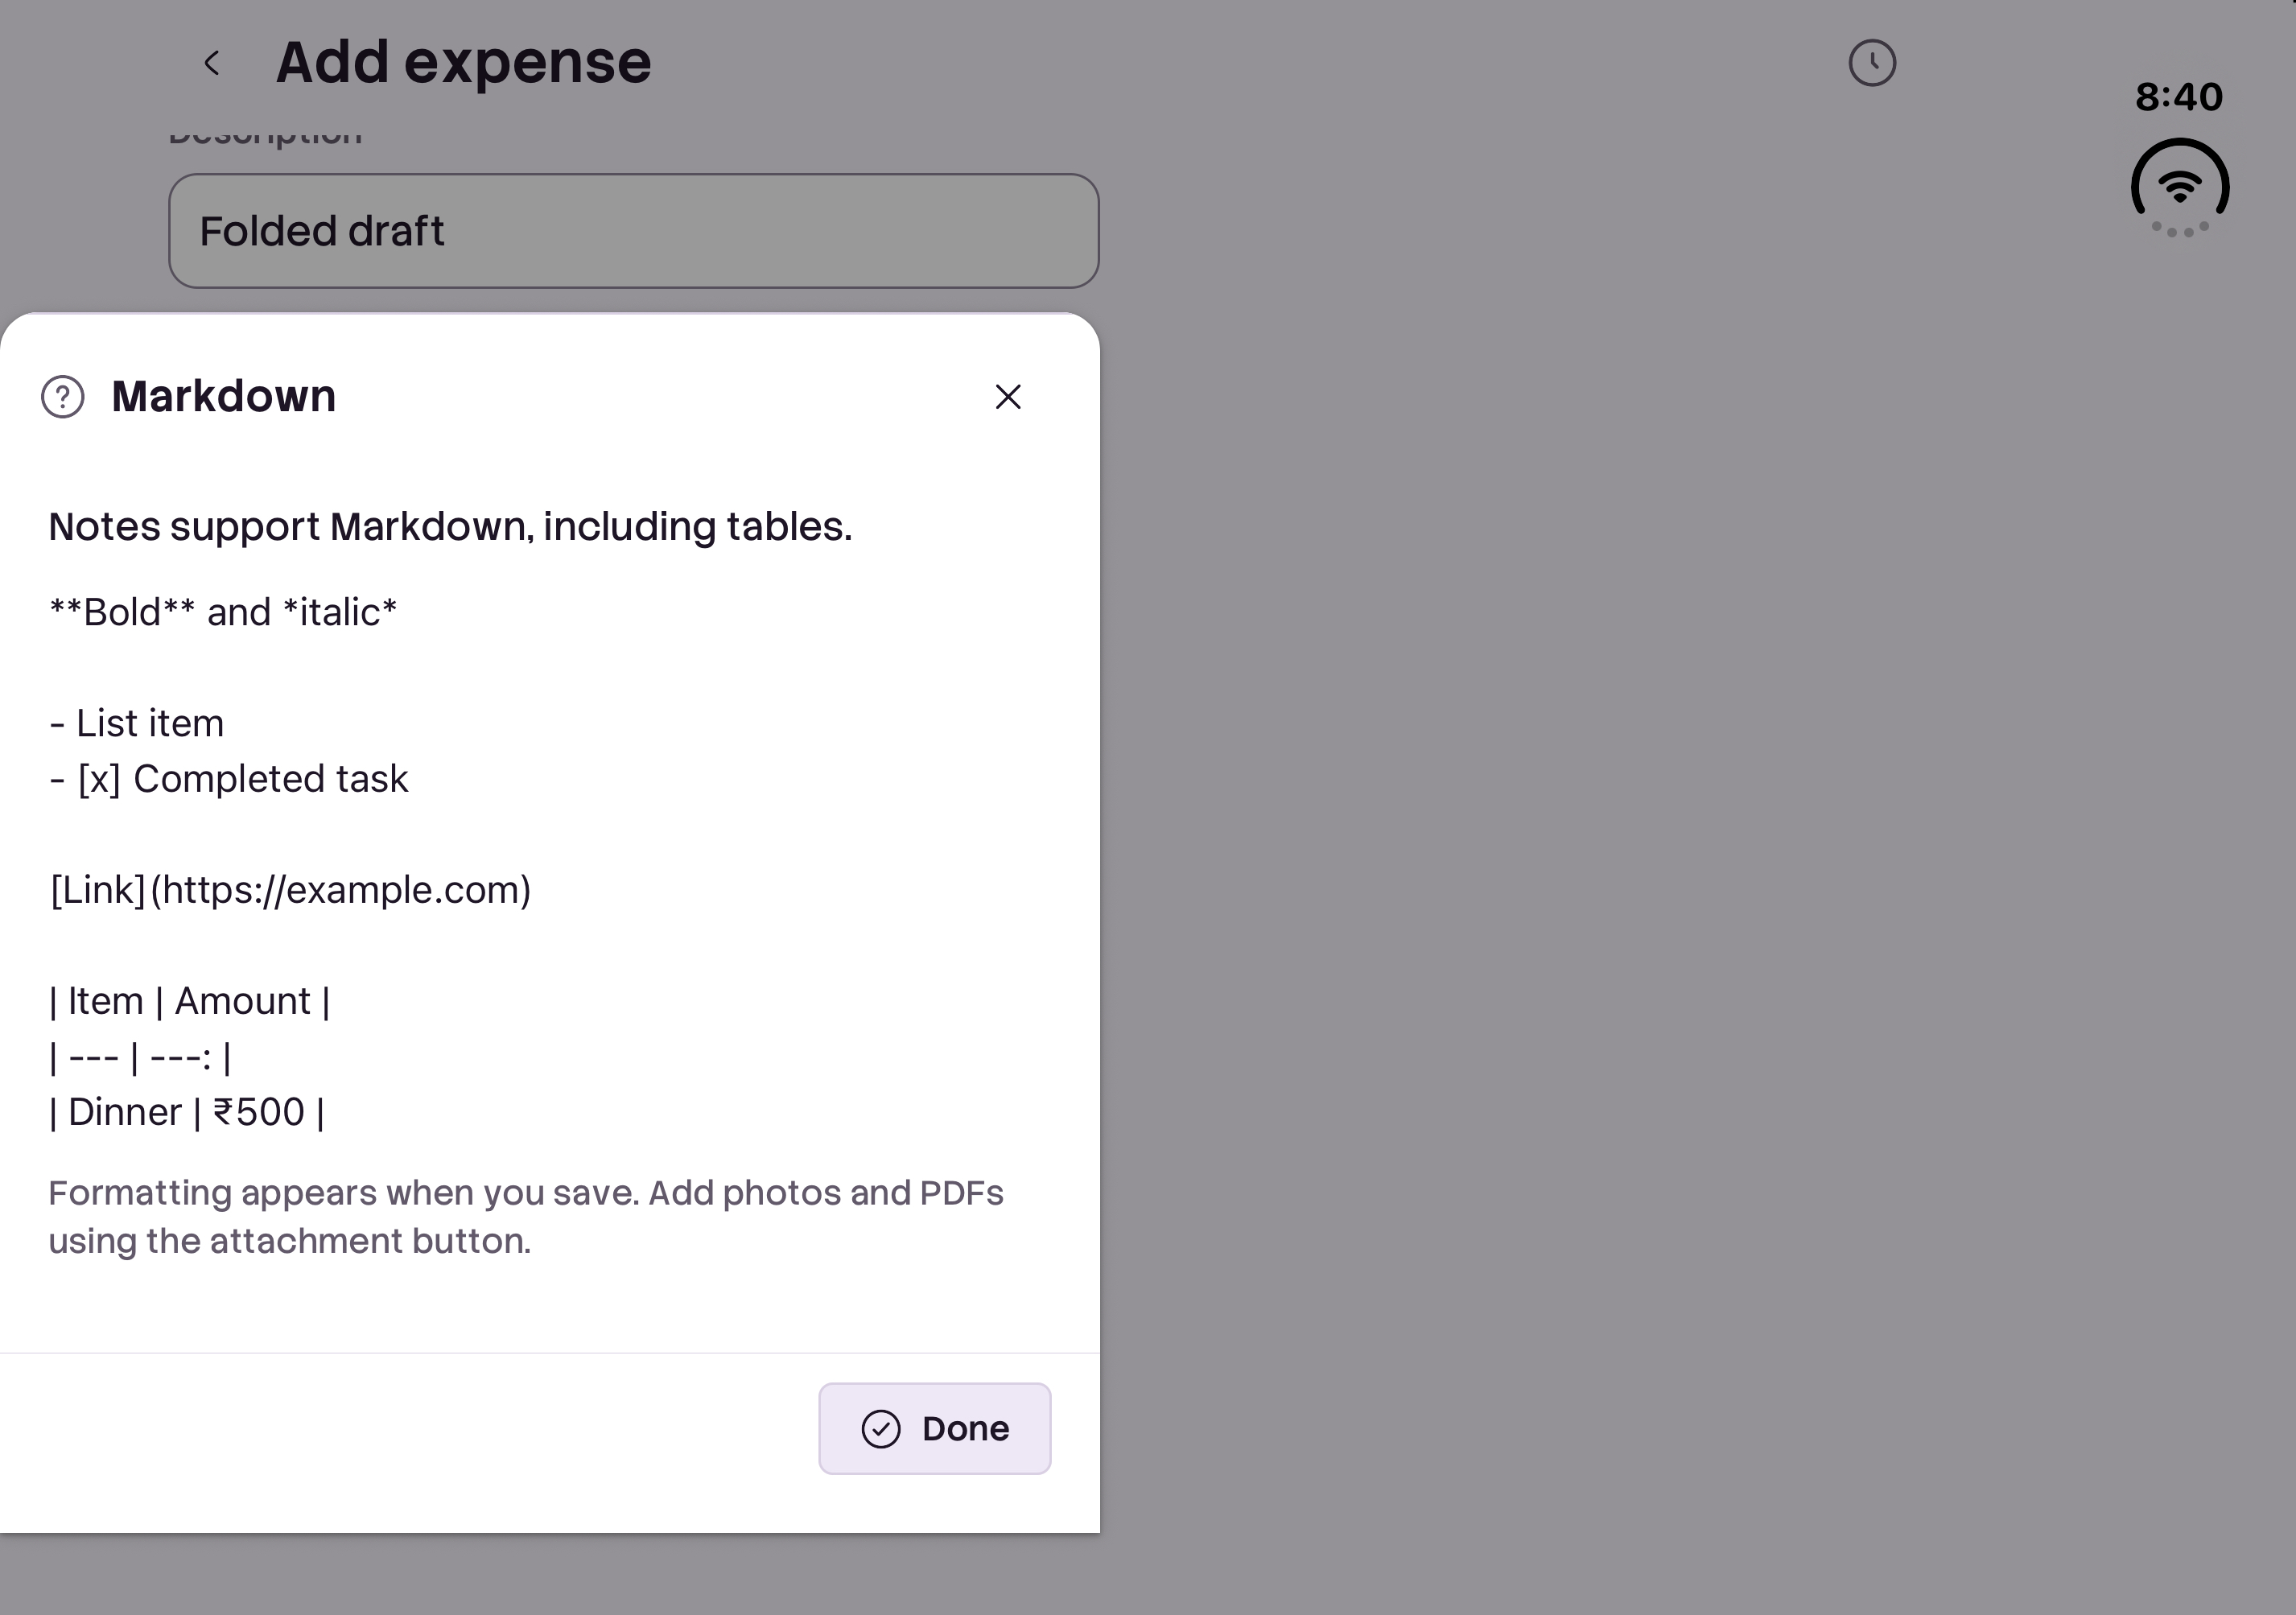 Add expense
8:40
Description
Folded draft
Markdown
Notes support Markdown, including tables.
**Bold** and *italic*
- List item
- [x] Completed task
[Link](https://example.com)
| Item | Amount |
| --- | ---: |
| Dinner | ₹500 |
Formatting appears when you save. Add photos and PDFs
using the attachment button.
Done